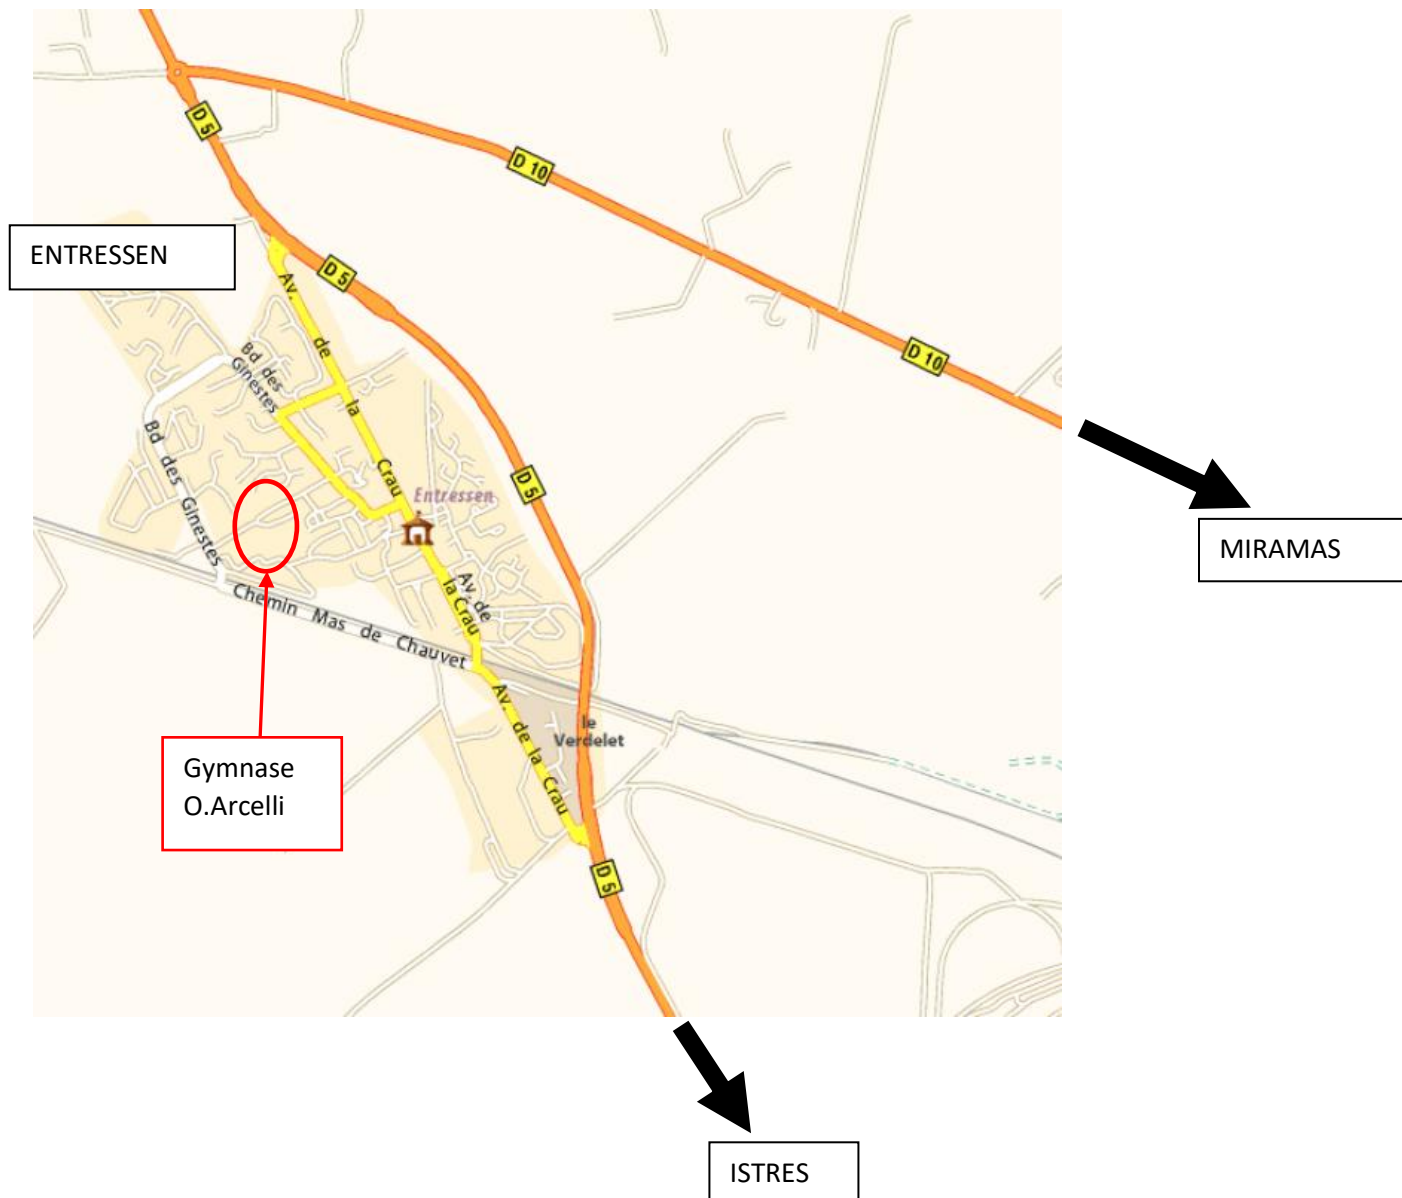 D 5
D 10
ENTRESSEN
D 5
Av. de la Crau
Bd des
Ginestes
D 10
Bd des Ginestes
Entressen
D 5
MIRAMAS
Av. de
la Crau
Chemin Mas de Chauvet
Av. de la Crau
le
Verdelet
Gymnase
O.Arcelli
D 5
ISTRES